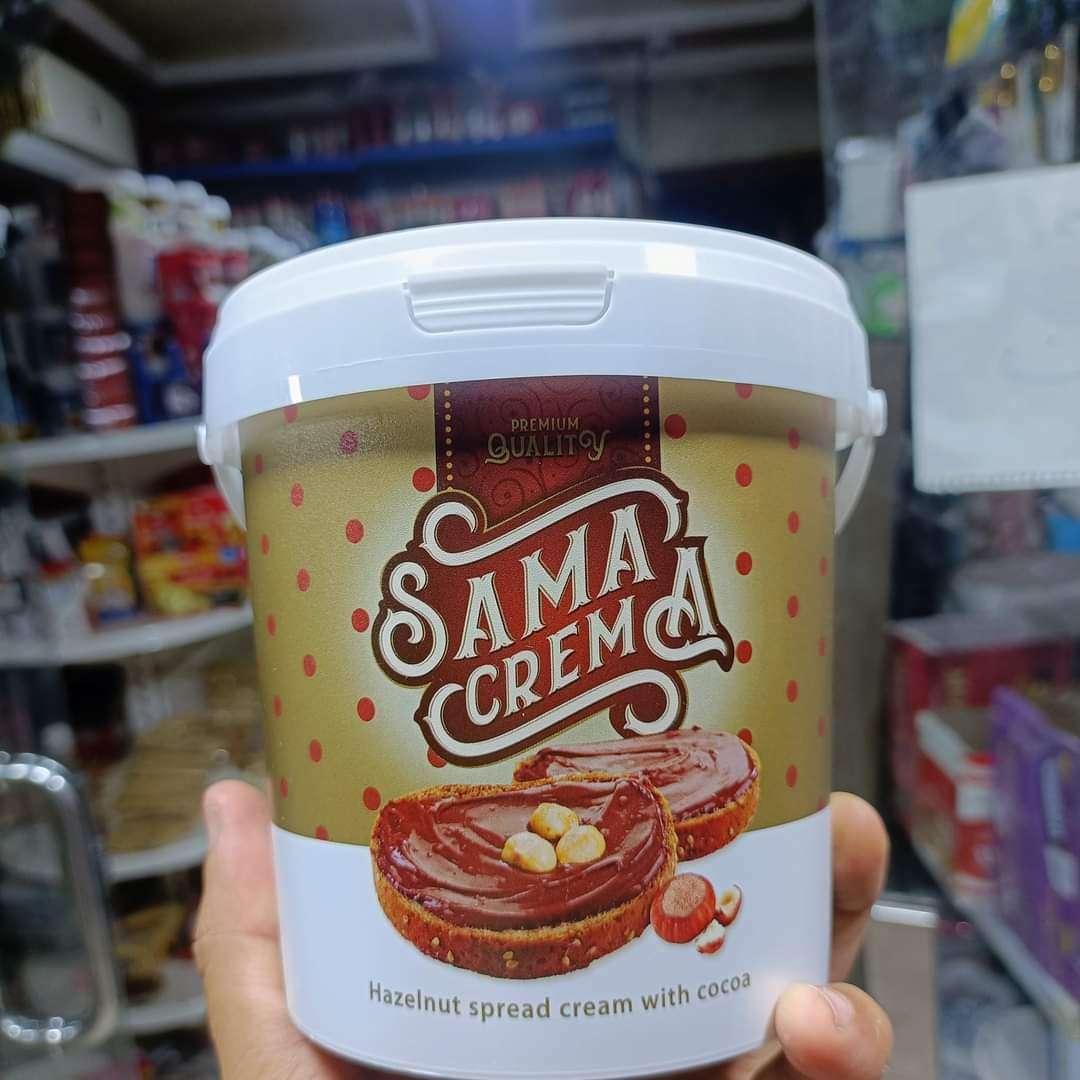 PREMIUM
QUALITY
SAMA
CREMA
Hazelnut spread cream with cocoa